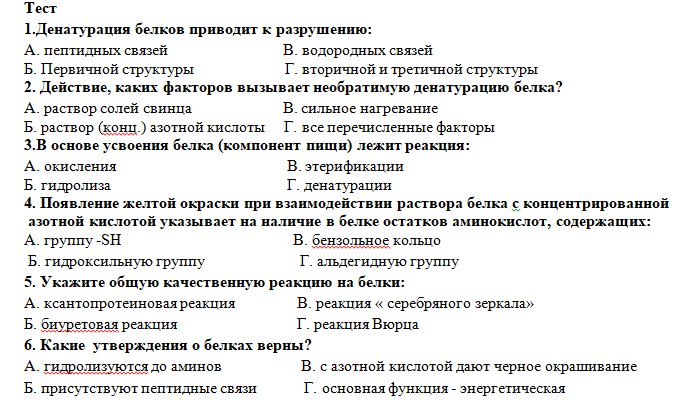 Тест
1.Денатурация белков приводит к разрушению:
А. пептидных связей В. водородных связей
Б. Первичной структуры Г. вторичной и третичной структуры
2. Действие, каких факторов вызывает необратимую денатурацию белка?
А. раствор солей свинца В. сильное нагревание
Б. раствор (конц.) азотной кислоты Г. все перечисленные факторы
3.В основе усвоения белка (компонент пищи) лежит реакция:
А. окисления В. этерификации
Б. гидролиза Г. денатурации
4. Появление желтой окраски при взаимодействии раствора белка с концентрированной
азотной кислотой указывает на наличие в белке остатков аминокислот, содержащих:
А. группу -SH В. бензольное кольцо
Б. гидроксильную группу Г. альдегидную группу
5. Укажите общую качественную реакцию на белки:
А. ксантопротеиновая реакция В. реакция « серебряного зеркала»
Б. биуретовая реакция Г. реакция Вюрца
6. Какие утверждения о белках верны?
А. гидролизуются до аминов В. с азотной кислотой дают черное окрашивание
Б. присутствуют пептидные связи Г. основная функция - энергетическая